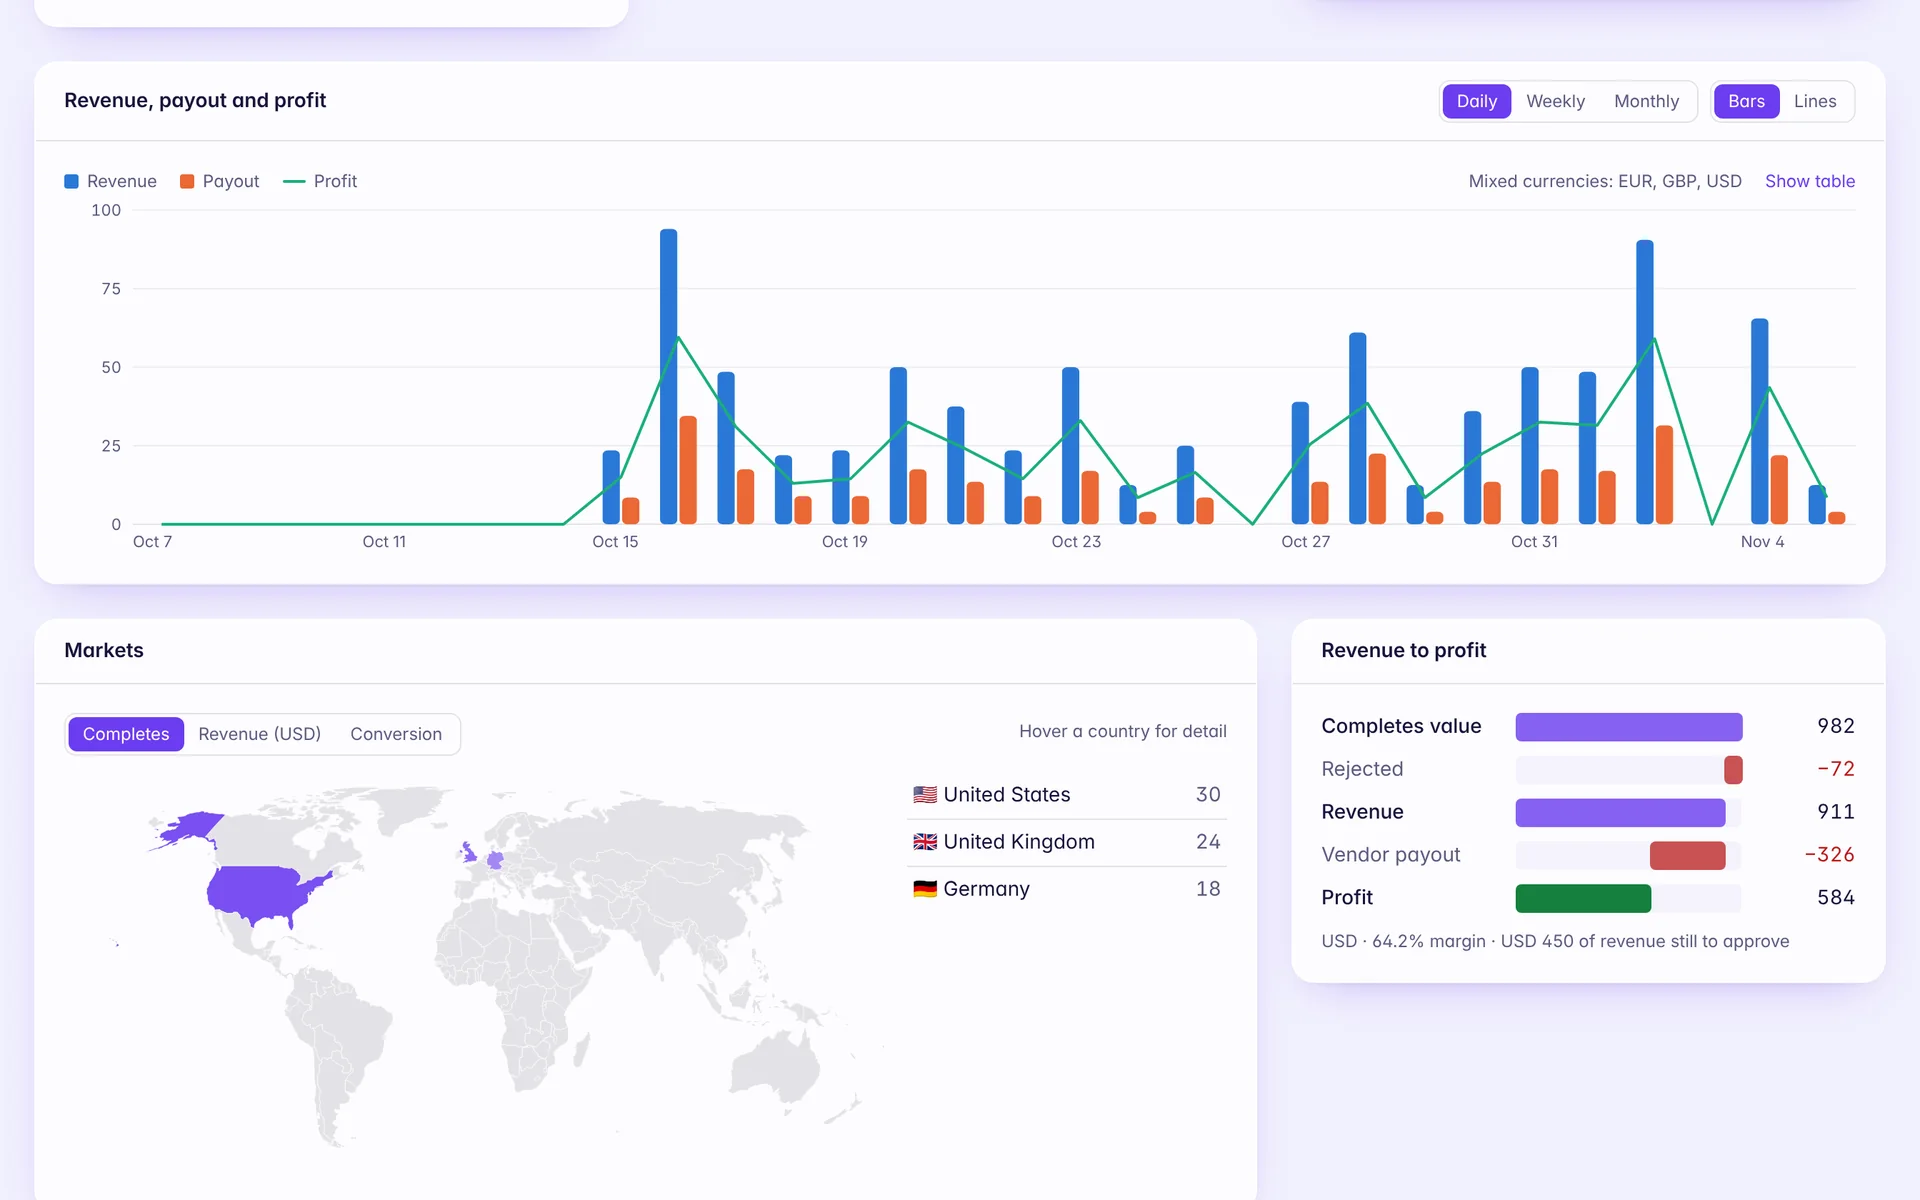 Revenue, payout and profit
Daily Weekly Monthly Bars Lines
Revenue Payout Profit
Mixed currencies: EUR, GBP, USD Show table
100
75
50
25
0
Oct 7 Oct 11 Oct 15 Oct 19 Oct 23 Oct 27 Oct 31 Nov 4
Markets
Completes Revenue (USD) Conversion
Hover a country for detail
United States 30
United Kingdom 24
Germany 18
Revenue to profit
Completes value 982
Rejected −72
Revenue 911
Vendor payout −326
Profit 584
USD · 64.2% margin · USD 450 of revenue still to approve